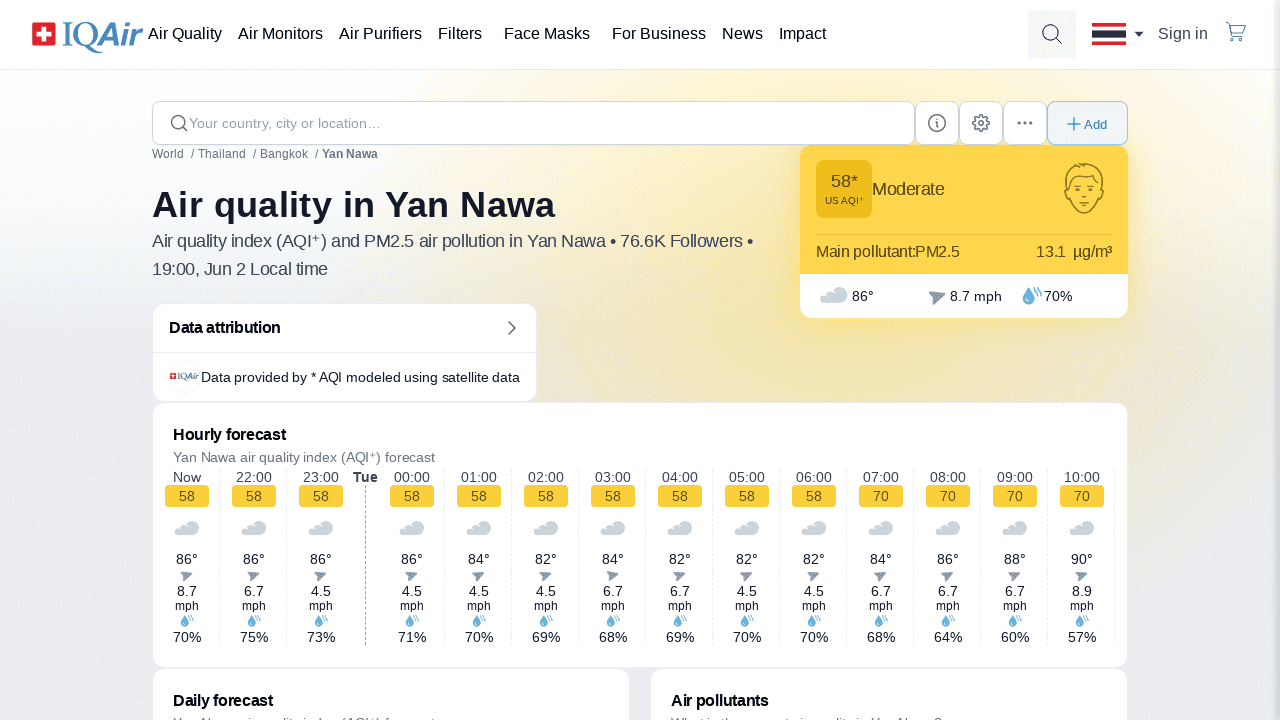 IQAir Air Quality Air Monitors Air Purifiers Filters Face Masks For Business News Impact Sign in
Your country, city or location…
Add
World / Thailand / Bangkok / Yan Nawa
Air quality in Yan Nawa
Air quality index (AQI⁺) and PM2.5 air pollution in Yan Nawa • 76.6K Followers •
19:00, Jun 2 Local time
58*
US AQI⁺
Moderate
Main pollutant:PM2.5 13.1 µg/m³
86° 8.7 mph 70%
Data attribution
IQAir Data provided by * AQI modeled using satellite data
Hourly forecast
Yan Nawa air quality index (AQI⁺) forecast
Now 22:00 23:00 Tue 00:00 01:00 02:00 03:00 04:00 05:00 06:00 07:00 08:00 09:00 10:00
58 58 58 58 58 58 58 58 58 58 70 70 70 70
86° 86° 86° 86° 84° 82° 84° 82° 82° 82° 84° 86° 88° 90°
8.7 6.7 4.5 4.5 4.5 4.5 6.7 6.7 4.5 4.5 6.7 6.7 6.7 8.9
mph mph mph mph mph mph mph mph mph mph mph mph mph mph
70% 75% 73% 71% 70% 69% 68% 69% 70% 70% 68% 64% 60% 57%
Daily forecast
Air pollutants